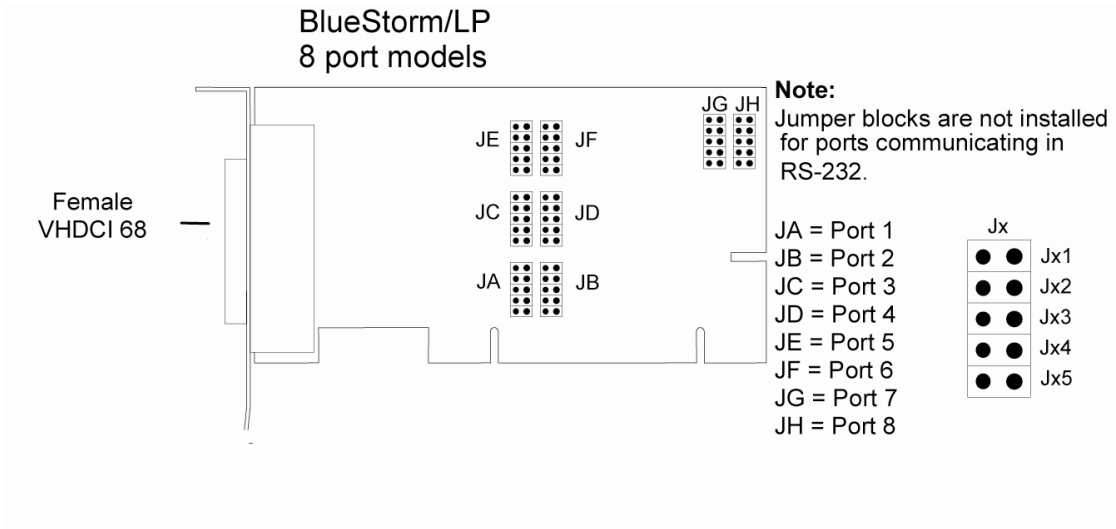 BlueStorm/LP
8 port models
JG JH
Note:
Jumper blocks are not installed
for ports communicating in
RS-232.
JE
JF
Female
VHDCI 68
JC
JD
JA
JB
JA = Port 1
JB = Port 2
JC = Port 3
JD = Port 4
JE = Port 5
JF = Port 6
JG = Port 7
JH = Port 8
Jx
Jx1
Jx2
Jx3
Jx4
Jx5